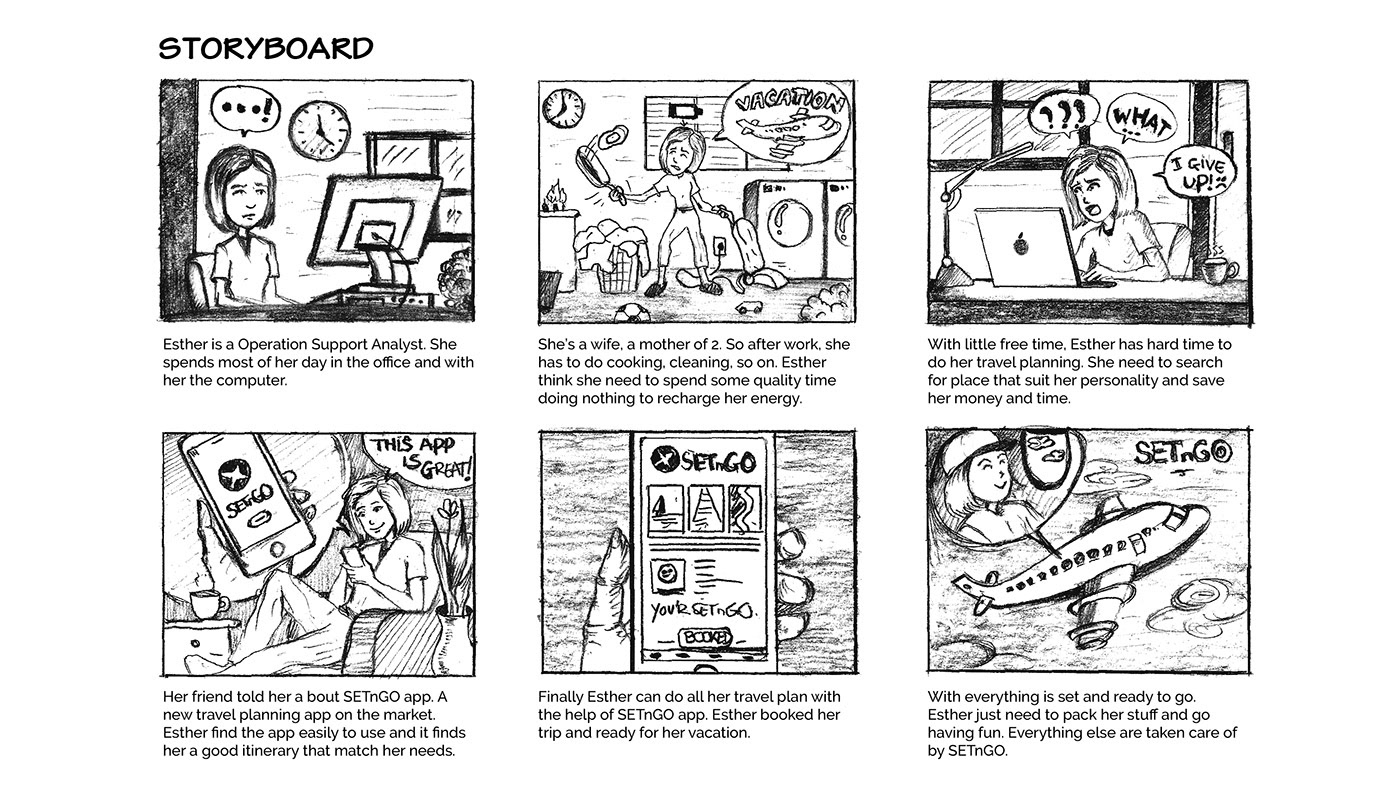 STORYBOARD
...!
VACATION
???
WHAT
...
I GIVE
UP!
Esther is a Operation Support Analyst. She
spends most of her day in the office and with
her the computer.
She's a wife, a mother of 2. So after work, she
has to do cooking, cleaning, so on. Esther
think she need to spend some quality time
doing nothing to recharge her energy.
With little free time, Esther has hard time to
do her travel planning. She need to search
for place that suit her personality and save
her money and time.
SETnGO
THIS APP
IS GREAT!
SETnGO
YOU'R SETnGO.
BOOKED
SETnGO
Her friend told her a bout SETnGO app. A
new travel planning app on the market.
Esther find the app easily to use and it finds
her a good itinerary that match her needs.
Finally Esther can do all her travel plan with
the help of SETnGO app. Esther booked her
trip and ready for her vacation.
With everything is set and ready to go.
Esther just need to pack her stuff and go
having fun. Everything else are taken care of
by SETnGO.